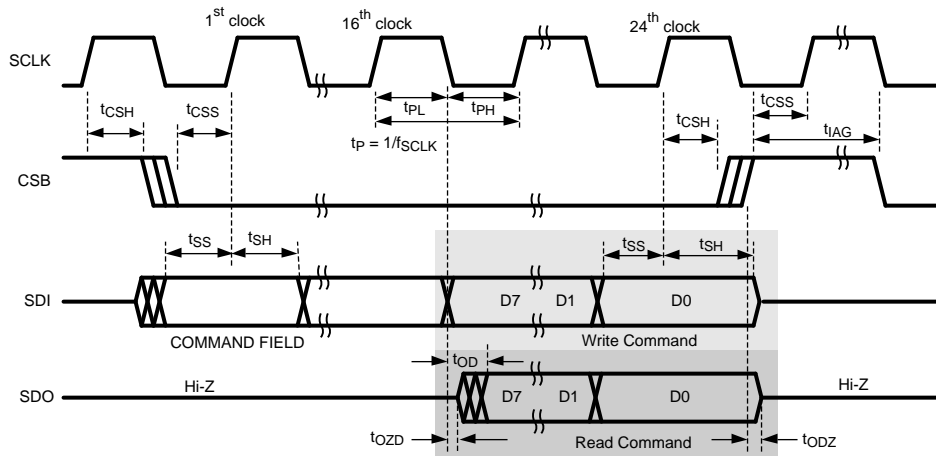 1st clock 16th clock 24th clock
SCLK
tCSH tCSS tPL tPH tCSH tCSS tIAG
tP = 1/fSCLK
CSB
tSS tSH tSS tSH
SDI D7 D1 D0
COMMAND FIELD Write Command
tOD
SDO Hi-Z D7 D1 D0 Hi-Z
tOZD Read Command tODZ